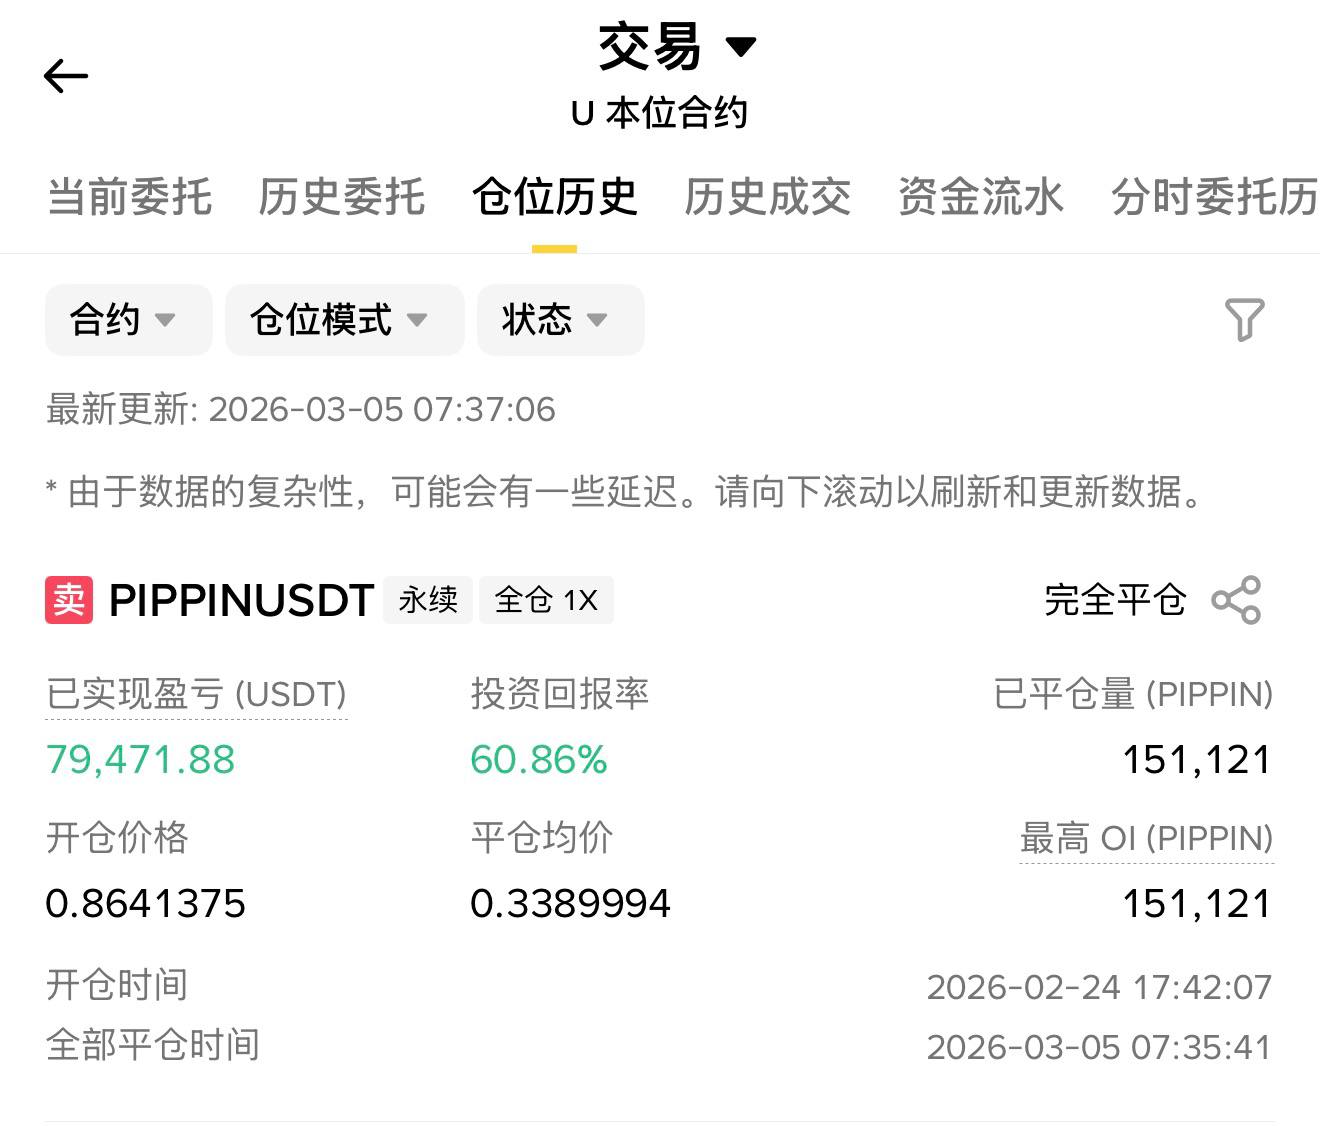 交易
U 本位合约
当前委托 历史委托 仓位历史 历史成交 资金流水 分时委托历
合约 仓位模式 状态
最新更新: 2026-03-05 07:37:06
* 由于数据的复杂性，可能会有一些延迟。请向下滚动以刷新和更新数据。
卖 PIPPINUSDT 永续 全仓 1X 完全平仓
已实现盈亏 (USDT) 投资回报率 已平仓量 (PIPPIN)
79,471.88 60.86% 151,121
开仓价格 平仓均价 最高 OI (PIPPIN)
0.8641375 0.3389994 151,121
开仓时间 2026-02-24 17:42:07
全部平仓时间 2026-03-05 07:35:41